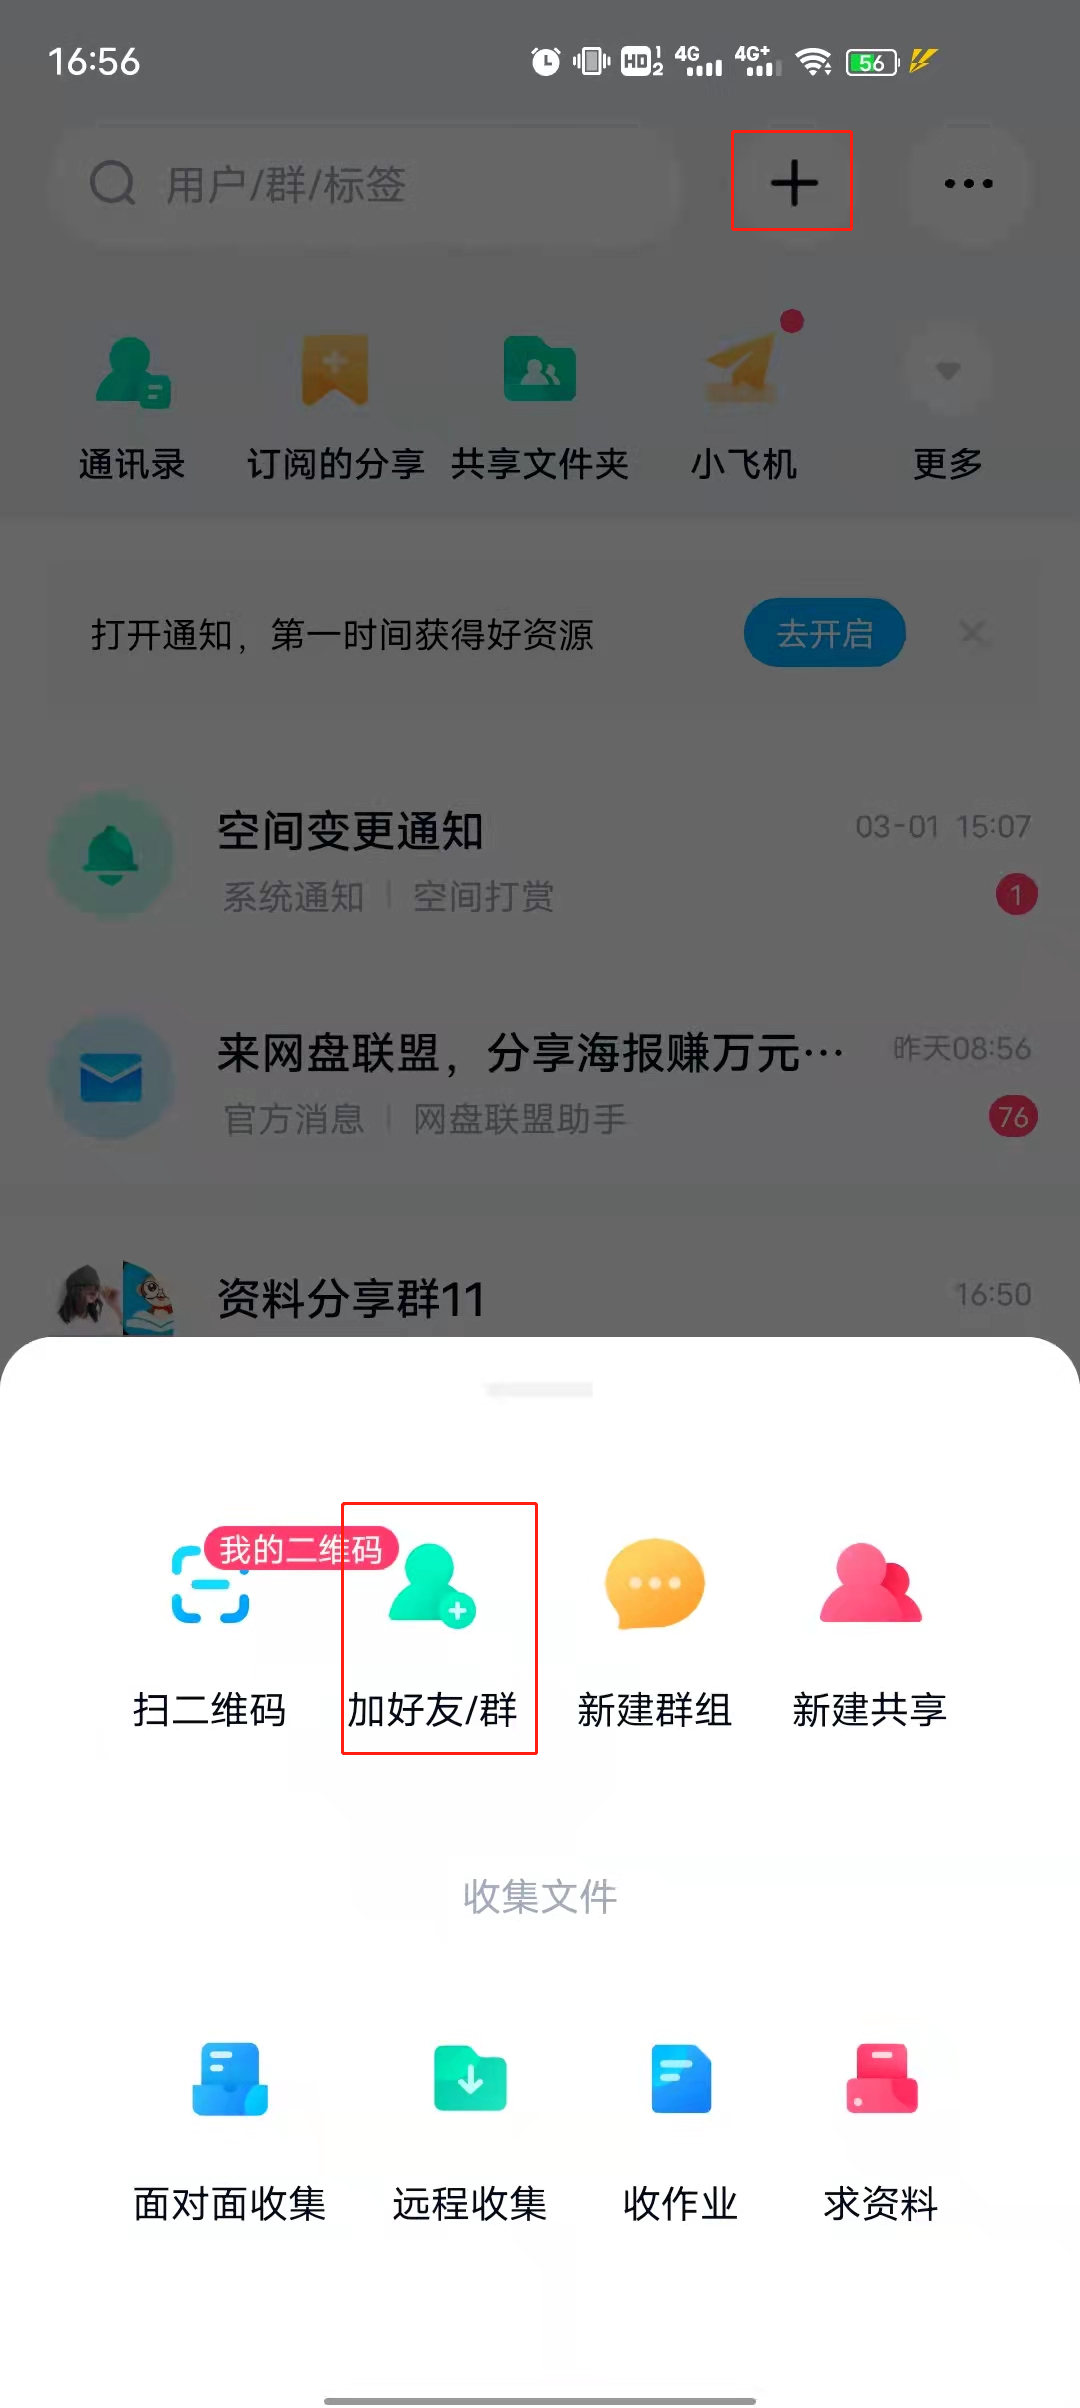 16:56
HD 1 2 4G 4G+ 56
用户/群/标签
通讯录 订阅的分享 共享文件夹 小飞机 更多
打开通知，第一时间获得好资源 去开启
空间变更通知 03-01 15:07
系统通知 | 空间打赏 1
来网盘联盟，分享海报赚万元… 昨天08:56
官方消息 | 网盘联盟助手 76
资料分享群11 16:50
我的二维码
扫二维码 加好友/群 新建群组 新建共享
收集文件
面对面收集 远程收集 收作业 求资料